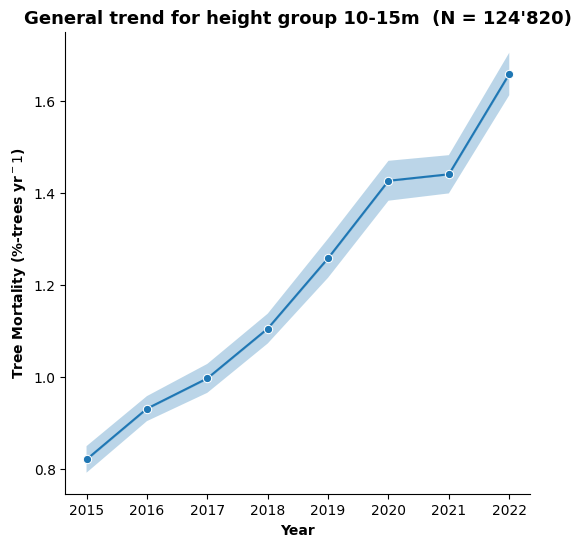 General trend for height group 10-15m  (N = 124'820)
Tree Mortality (%-trees yr⁻1)
1.6
1.4
1.2
1.0
0.8
2015 2016 2017 2018 2019 2020 2021 2022
Year